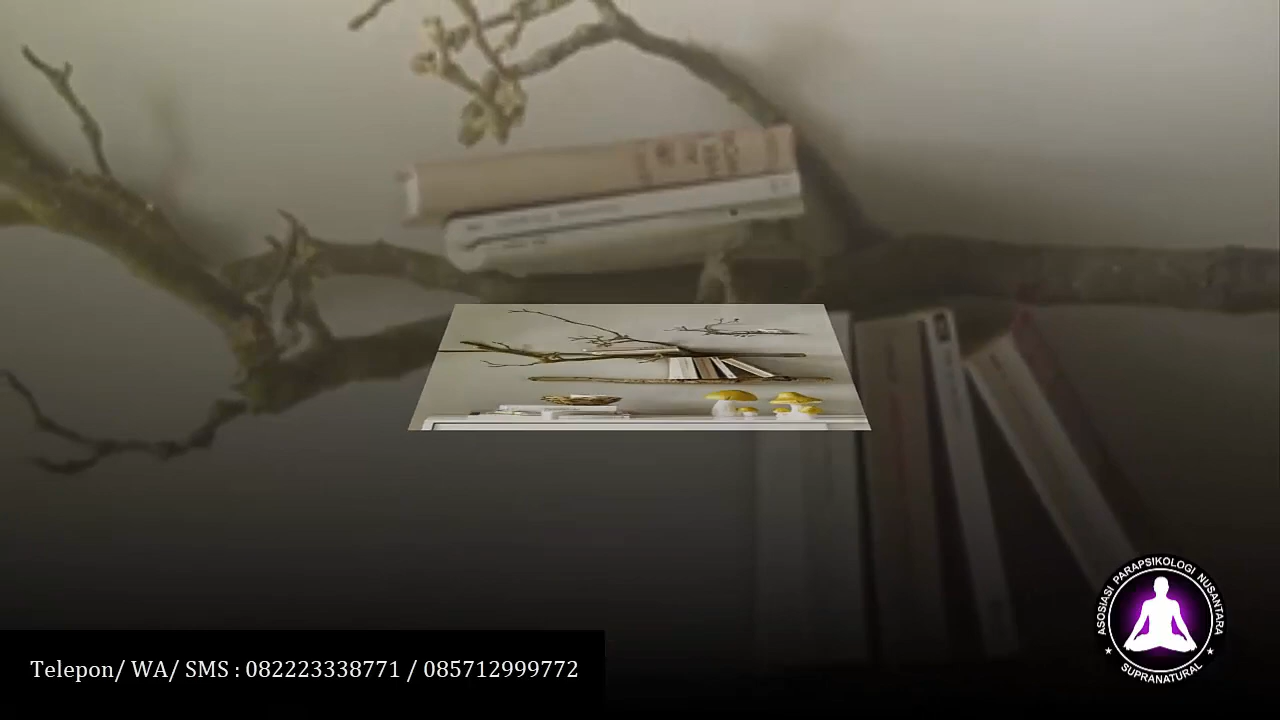 Telepon/ WA/ SMS : 082223338771 / 085712999772
ASOSIASI PARAPSIKOLOGI NUSANTARA
SUPRANATURAL